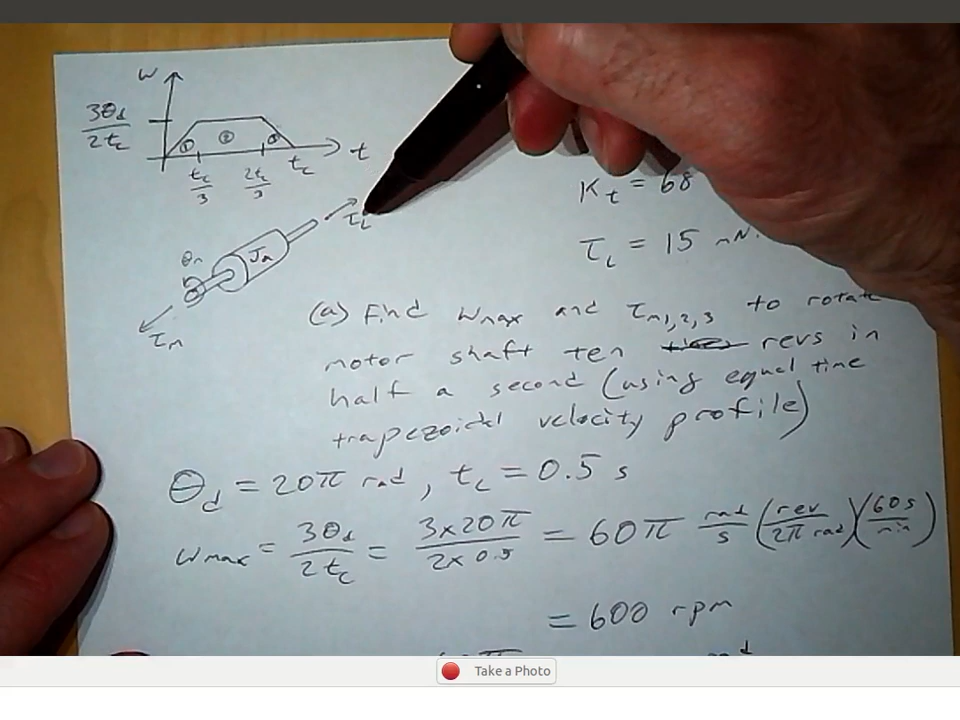 ω
3θd / 2tc
① ② ③
tc/3 2tc/3 tc t
τL
θm Jm
τm
Kt = 68
τL = 15 mN·
(a) Find ωmax and τm1,2,3 to rotate
motor shaft ten revs in
half a second (using equal time
trapezoidal velocity profile)
θd = 20π rad, tc = 0.5 s
ωmax = 3θd / 2tc = 3×20π / 2×0.5 = 60π rad/s (rev / 2π rad)(60s / min)
= 600 rpm
Take a Photo